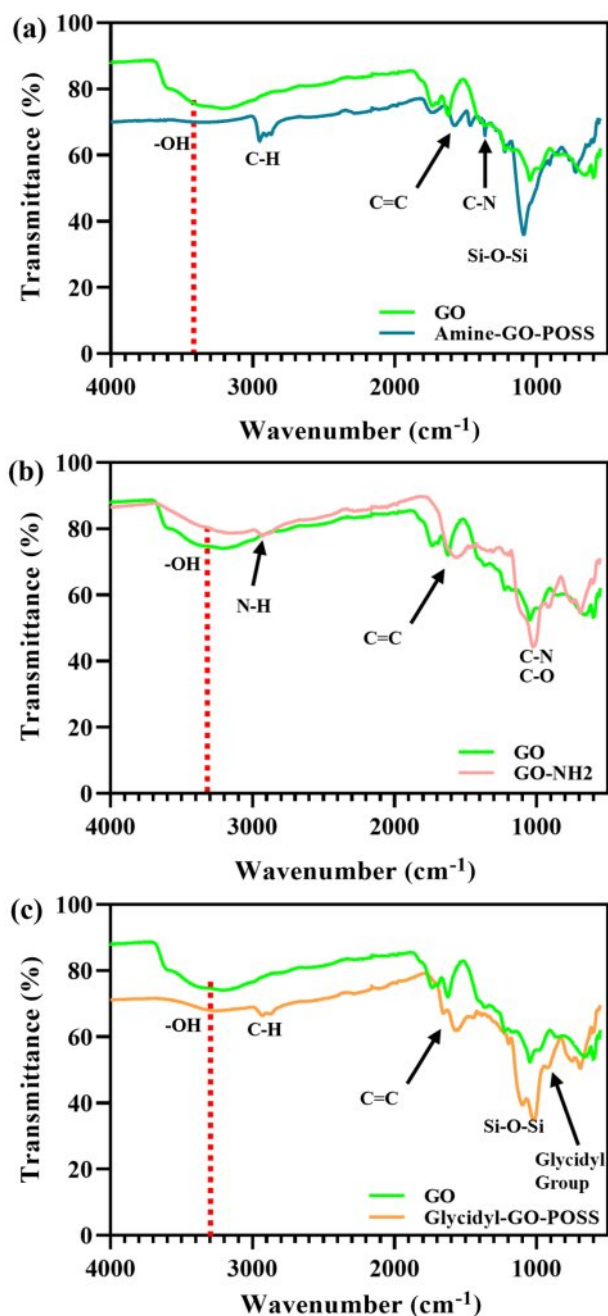 (a)
100
80
60
40
20
0
Transmittance (%)
-OH
C-H
C=C
C-N
Si-O-Si
GO
Amine-GO-POSS
4000 3000 2000 1000
Wavenumber (cm-1)
(b)
100
80
60
40
20
0
Transmittance (%)
-OH
N-H
C=C
C-N
C-O
GO
GO-NH2
4000 3000 2000 1000
Wavenumber (cm-1)
(c)
100
80
60
40
20
0
Transmittance (%)
-OH
C-H
C=C
Si-O-Si
Glycidyl
Group
GO
Glycidyl-GO-POSS
4000 3000 2000 1000
Wavenumber (cm-1)